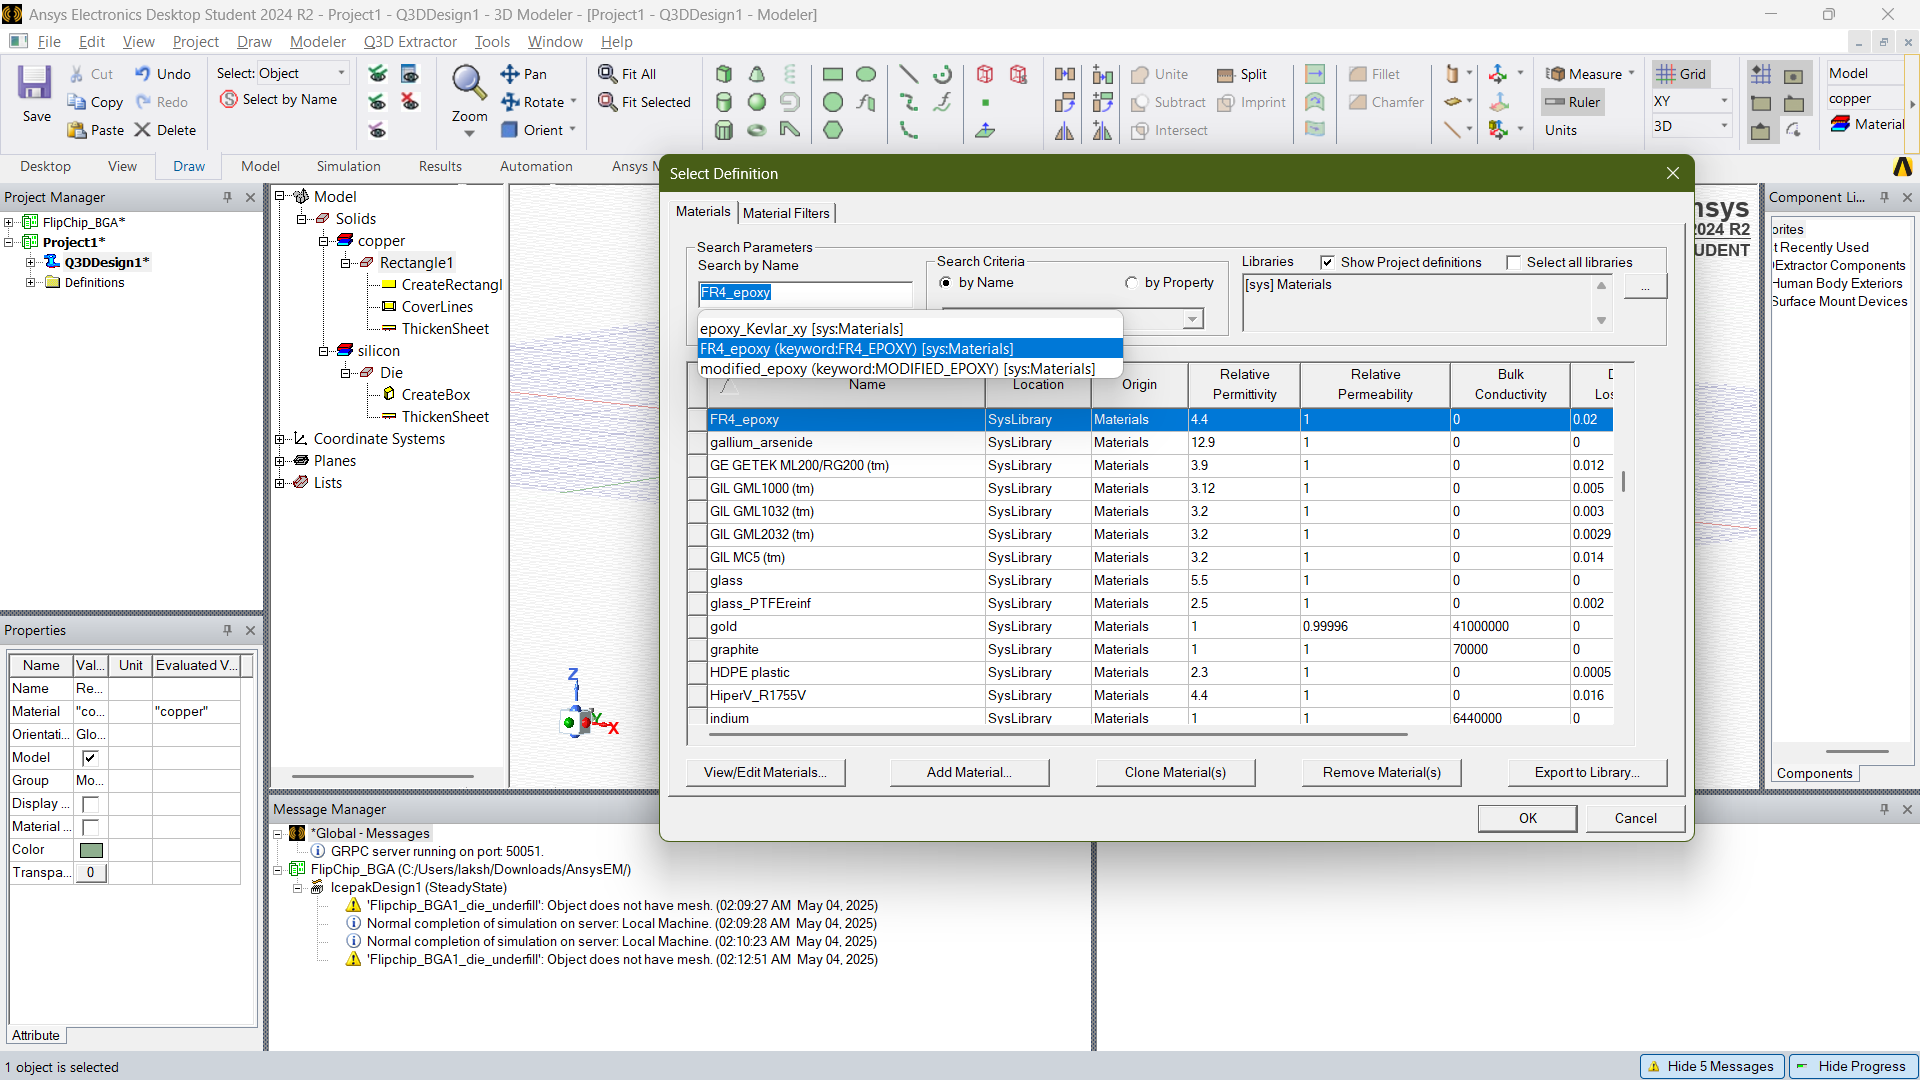 Ansys Electronics Desktop Student 2024 R2 - Project1 - Q3DDesign1 - 3D Modeler - [Project1 - Q3DDesign1 - Modeler]
File Edit View Project Draw Modeler Q3D Extractor Tools Window Help
Save
Cut
Copy
Paste
Undo
Redo
Delete
Select: Object
Select by Name
Zoom
Pan
Rotate
Orient
Fit All
Fit Selected
Unite
Subtract
Intersect
Split
Imprint
Fillet
Chamfer
Measure
Ruler
Units
Grid
XY
3D
Model
copper
Material
Desktop View Draw Model Simulation Results Automation Ansys M
Project Manager
FlipChip_BGA*
Project1*
Q3DDesign1*
Definitions
Model
Solids
copper
Rectangle1
CreateRectangl
CoverLines
ThickenSheet
silicon
Die
CreateBox
ThickenSheet
Coordinate Systems
Planes
Lists
Properties
Name Val... Unit Evaluated V...
Name Re...
Material "co... "copper"
Orientati... Glo...
Model
Group Mo...
Display ...
Material ...
Color
Transpa... 0
Attribute
Z
Y
X
Select Definition
Materials Material Filters
Search Parameters
Search by Name
FR4_epoxy
Search Criteria
by Name by Property
Libraries Show Project definitions Select all libraries
[sys] Materials
...
epoxy_Kevlar_xy [sys:Materials]
FR4_epoxy (keyword:FR4_EPOXY) [sys:Materials]
modified_epoxy (keyword:MODIFIED_EPOXY) [sys:Materials]
Name Location Origin Relative Permittivity Relative Permeability Bulk Conductivity D Los
FR4_epoxy SysLibrary Materials 4.4 1 0 0.02
gallium_arsenide SysLibrary Materials 12.9 1 0 0
GE GETEK ML200/RG200 (tm) SysLibrary Materials 3.9 1 0 0.012
GIL GML1000 (tm) SysLibrary Materials 3.12 1 0 0.005
GIL GML1032 (tm) SysLibrary Materials 3.2 1 0 0.003
GIL GML2032 (tm) SysLibrary Materials 3.2 1 0 0.0029
GIL MC5 (tm) SysLibrary Materials 3.2 1 0 0.014
glass SysLibrary Materials 5.5 1 0 0
glass_PTFEreinf SysLibrary Materials 2.5 1 0 0.002
gold SysLibrary Materials 1 0.99996 41000000 0
graphite SysLibrary Materials 1 1 70000 0
HDPE plastic SysLibrary Materials 2.3 1 0 0.0005
HiperV_R1755V SysLibrary Materials 4.4 1 0 0.016
indium SysLibrary Materials 1 1 6440000 0
View/Edit Materials... Add Material... Clone Material(s) Remove Material(s) Export to Library...
OK Cancel
nsys
2024 R2
UDENT
Component Li...
orites
t Recently Used
Extractor Components
Human Body Exteriors
Surface Mount Devices
Components
Message Manager
*Global - Messages
GRPC server running on port: 50051.
FlipChip_BGA (C:/Users/laksh/Downloads/AnsysEM/)
IcepakDesign1 (SteadyState)
'Flipchip_BGA1_die_underfill': Object does not have mesh. (02:09:27 AM May 04, 2025)
Normal completion of simulation on server: Local Machine. (02:09:28 AM May 04, 2025)
Normal completion of simulation on server: Local Machine. (02:10:23 AM May 04, 2025)
'Flipchip_BGA1_die_underfill': Object does not have mesh. (02:12:51 AM May 04, 2025)
1 object is selected
Hide 5 Messages
Hide Progress